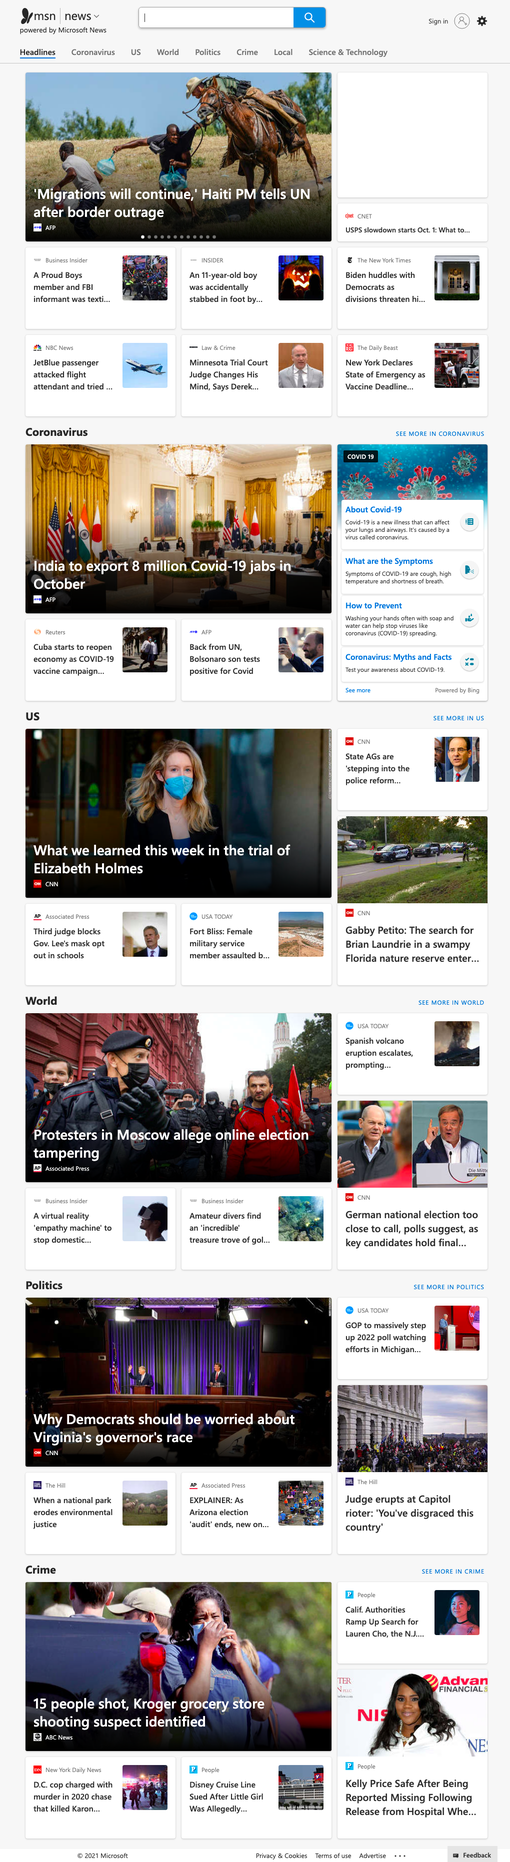 msn | news
powered by Microsoft News
Sign in
Headlines Coronavirus US World Politics Crime Local Science & Technology
'Migrations will continue,' Haiti PM tells UN
after border outrage
AFP
CNET
USPS slowdown starts Oct. 1: What to...
Business Insider
A Proud Boys
member and FBI
informant was texti...
INSIDER
An 11-year-old boy
was accidentally
stabbed in foot by...
The New York Times
Biden huddles with
Democrats as
divisions threaten hi...
NBC News
JetBlue passenger
attacked flight
attendant and tried ...
Law & Crime
Minnesota Trial Court
Judge Changes His
Mind, Says Derek...
The Daily Beast
New York Declares
State of Emergency as
Vaccine Deadline...
Coronavirus
SEE MORE IN CORONAVIRUS
India to export 8 million Covid-19 jabs in
October
AFP
COVID 19
About Covid-19
Covid-19 is a new illness that can affect
your lungs and airways. It's caused by a
virus called coronavirus.
What are the Symptoms
Symptoms of COVID-19 are cough, high
temperature and shortness of breath.
How to Prevent
Washing your hands often with soap and
water can help stop viruses like
coronavirus (COVID-19) spreading.
Coronavirus: Myths and Facts
Test your awareness about COVID-19.
See more
Powered by Bing
Reuters
Cuba starts to reopen
economy as COVID-19
vaccine campaign...
AFP
Back from UN,
Bolsonaro son tests
positive for Covid
US
SEE MORE IN US
What we learned this week in the trial of
Elizabeth Holmes
CNN
CNN
State AGs are
'stepping into the
police reform...
CNN
Gabby Petito: The search for
Brian Laundrie in a swampy
Florida nature reserve enter...
Associated Press
Third judge blocks
Gov. Lee's mask opt
out in schools
USA TODAY
Fort Bliss: Female
military service
member assaulted b...
World
SEE MORE IN WORLD
Protesters in Moscow allege online election
tampering
Associated Press
USA TODAY
Spanish volcano
eruption escalates,
prompting...
CNN
German national election too
close to call, polls suggest, as
key candidates hold final...
Business Insider
A virtual reality
'empathy machine' to
stop domestic...
Business Insider
Amateur divers find
an 'incredible'
treasure trove of gol...
Politics
SEE MORE IN POLITICS
Why Democrats should be worried about
Virginia's governor's race
CNN
USA TODAY
GOP to massively step
up 2022 poll watching
efforts in Michigan...
The Hill
Judge erupts at Capitol
rioter: 'You've disgraced this
country'
The Hill
When a national park
erodes environmental
justice
Associated Press
EXPLAINER: As
Arizona election
'audit' ends, new on...
Crime
SEE MORE IN CRIME
15 people shot, Kroger grocery store
shooting suspect identified
ABC News
People
Calif. Authorities
Ramp Up Search for
Lauren Cho, the N.J....
TER
Advan
FINANCIAL
NIS
NE
People
Kelly Price Safe After Being
Reported Missing Following
Release from Hospital Whe...
New York Daily News
D.C. cop charged with
murder in 2020 chase
that killed Karon...
People
Disney Cruise Line
Sued After Little Girl
Was Allegedly...
© 2021 Microsoft
Privacy & Cookies Terms of use Advertise ...
Feedback